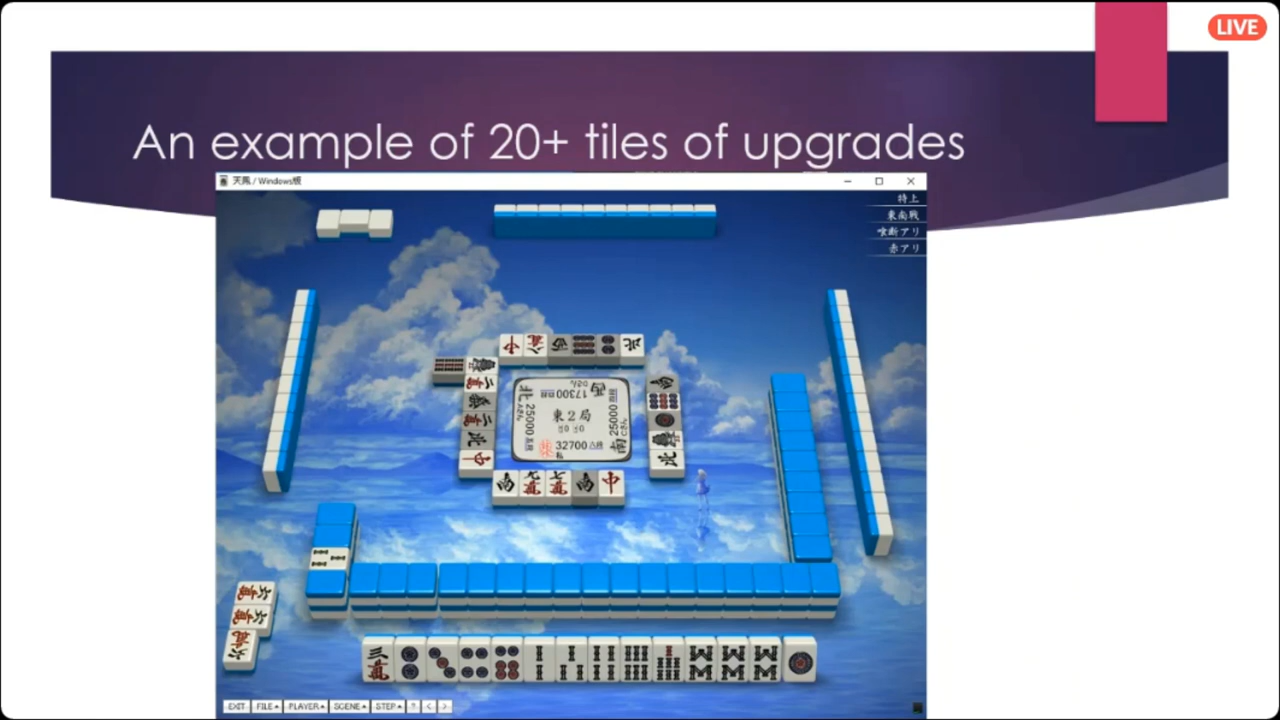 LIVE
An example of 20+ tiles of upgrades
天鳳 / Windows版
特上
東南戦
喰断アリ
赤アリ
東2局
17300
25000
25000
32700
EXIT FILE PLAYER SCENE STEP ? < >